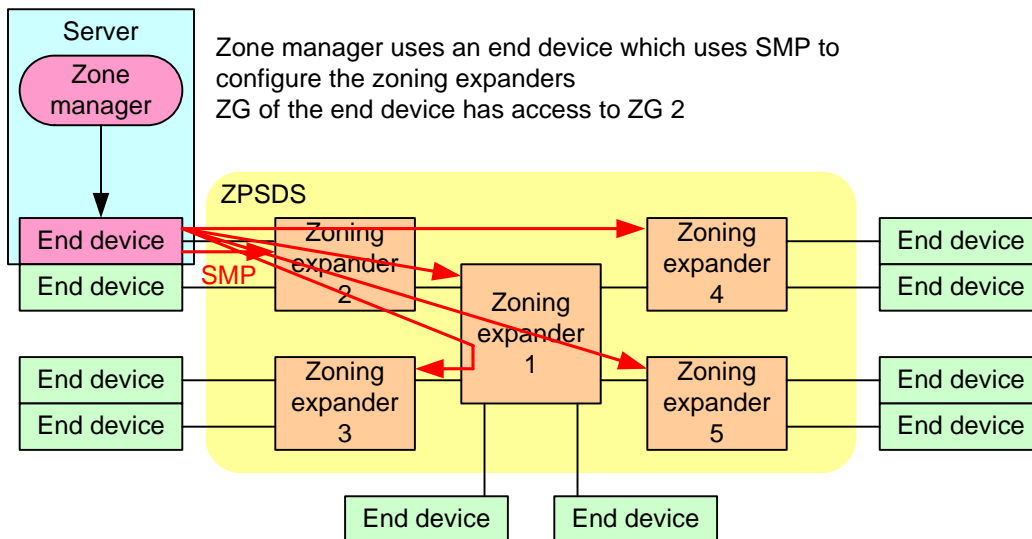 Server
Zone
manager
Zone manager uses an end device which uses SMP to
configure the zoning expanders
ZG of the end device has access to ZG 2
ZPSDS
End device
End device
SMP
Zoning
expander
2
Zoning
expander
1
Zoning
expander
4
End device
End device
End device
End device
Zoning
expander
3
Zoning
expander
5
End device
End device
End device
End device